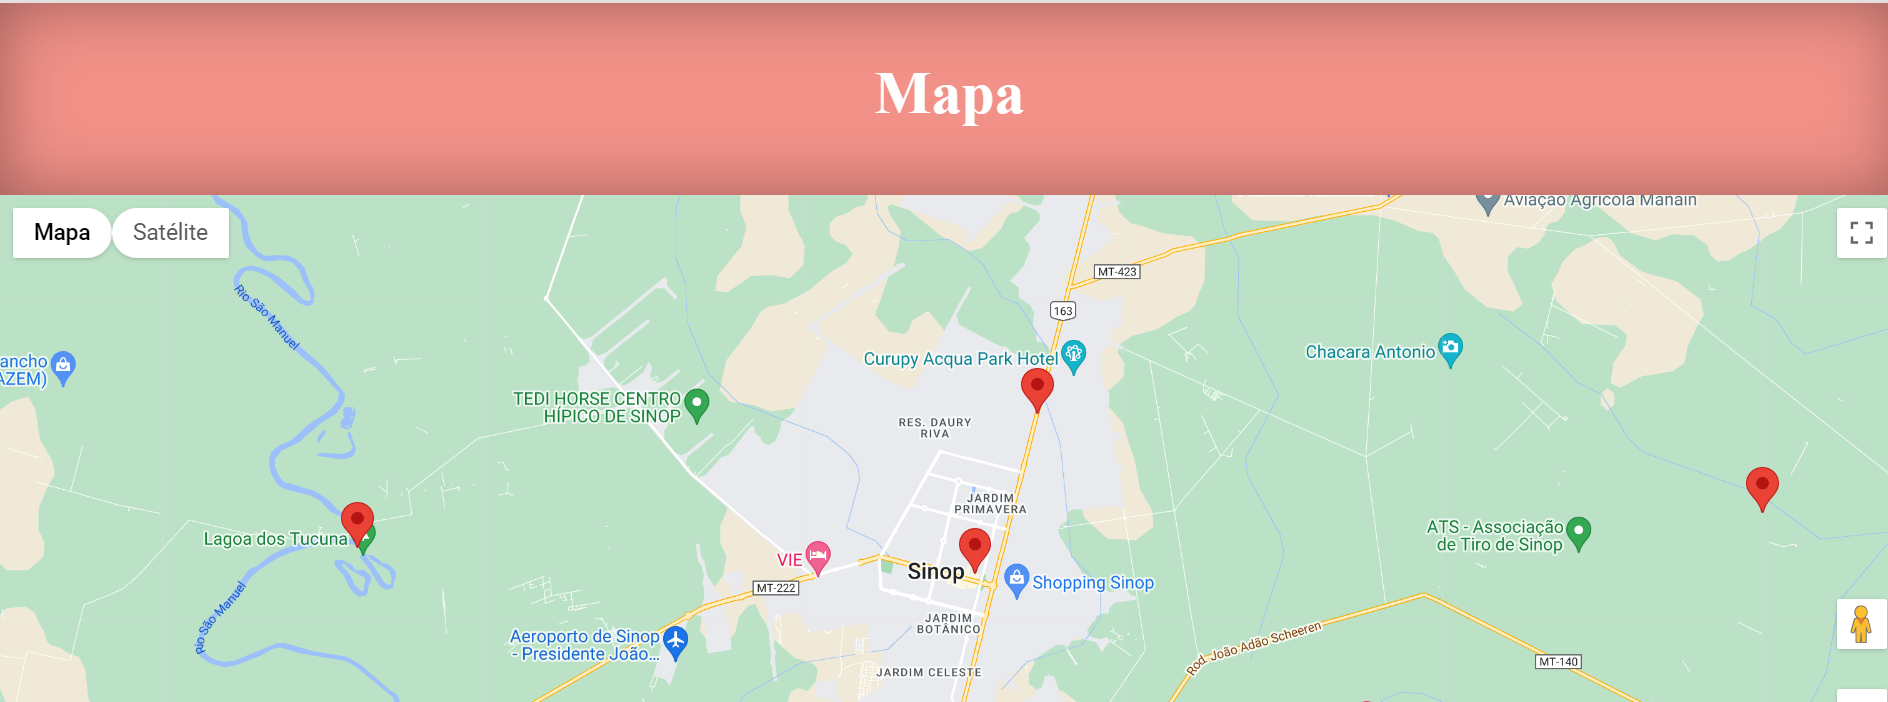 Mapa
Aviação Agrícola Manain
Mapa
Satélite
MT-423
Rio São Manuel
163
ancho
AZEM)
Curupy Acqua Park Hotel
Chacara Antonio
TEDI HORSE CENTRO
HÍPICO DE SINOP
RES. DAURY
RIVA
JARDIM
PRIMAVERA
Lagoa dos Tucuna
ATS - Associação
de Tiro de Sinop
VIE
Sinop
Shopping Sinop
MT-222
Rio São Manuel
JARDIM
BOTÂNICO
Aeroporto de Sinop
- Presidente João...
Rod. João Adão Scheeren
MT-140
JARDIM CELESTE